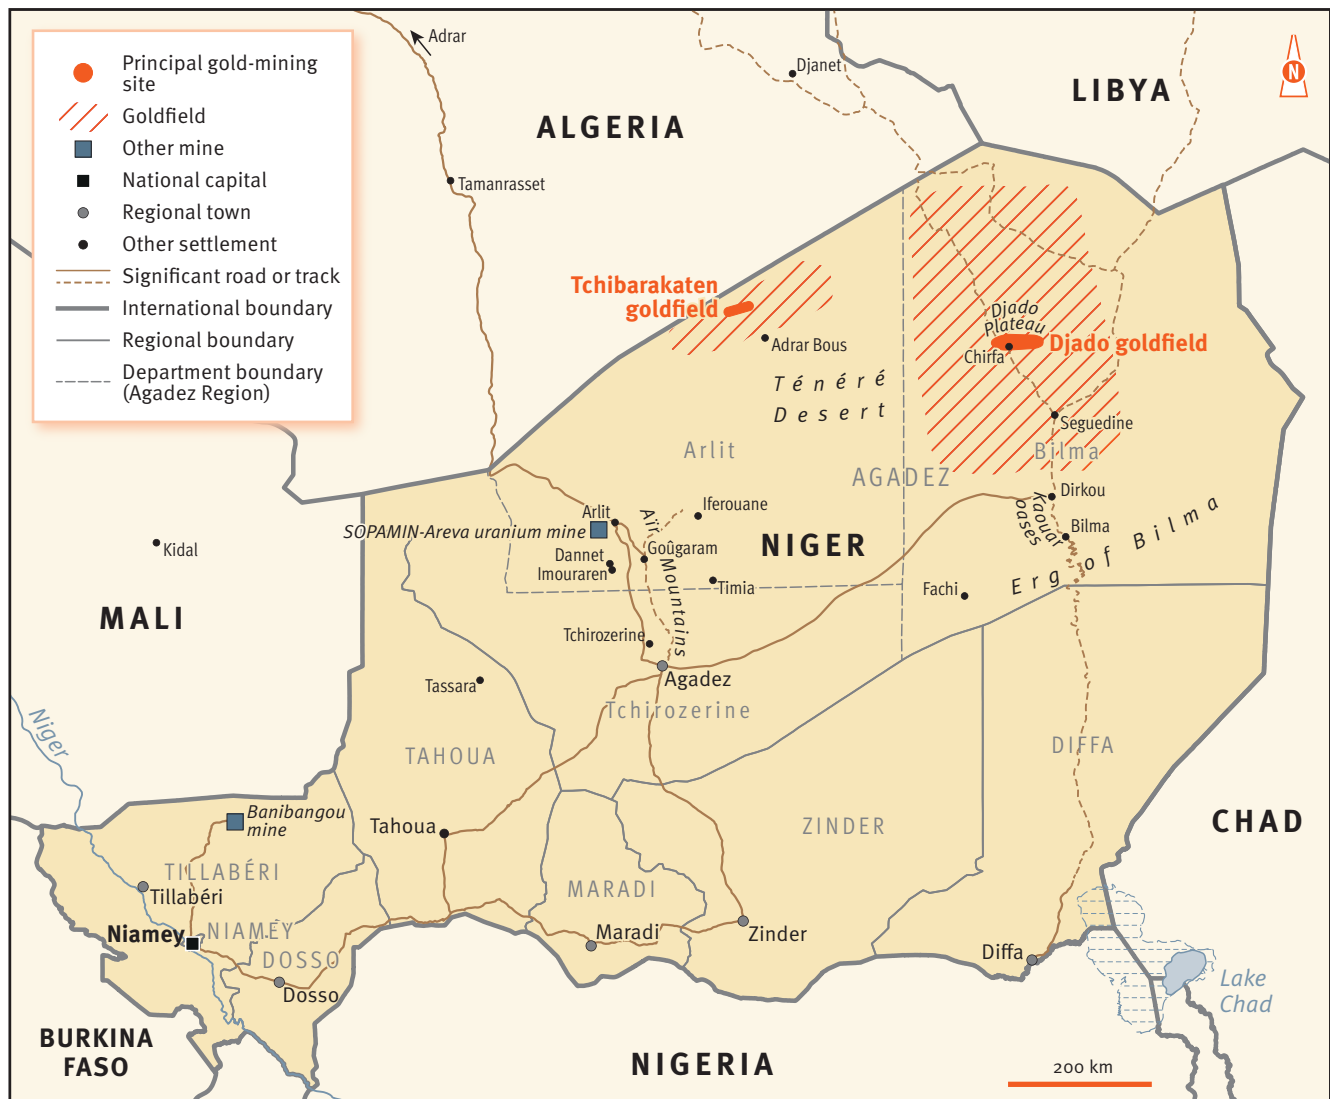 Principal gold-mining
site
Goldfield
Other mine
National capital
Regional town
Other settlement
Significant road or track
International boundary
Regional boundary
Department boundary
(Agadez Region)
Adrar
Djanet
LIBYA
N
ALGERIA
Tamanrasset
Tchibarakaten
goldfield
Adrar Bous
Djado
Plateau
Chirfa
Djado goldfield
Ténéré
Desert
Seguedine
Arlit
Bilma
AGADEZ
Dirkou
Kaouar
oases
Bilma
Erg of Bilma
Fachi
Iferouane
Arlit
SOPAMIN-Areva uranium mine
Aïr Mountains
Goûgaram
Dannet
Imouraren
Timia
NIGER
Kidal
MALI
Tchirozerine
Agadez
Tassara
Tchirozerine
Niger
TAHOUA
DIFFA
Banibangou
mine
Tahoua
ZINDER
CHAD
TILLABÉRI
Tillabéri
MARADI
Niamey
NIAMEY
DOSSO
Maradi
Zinder
Diffa
Dosso
Lake
Chad
BURKINA
FASO
NIGERIA
200 km